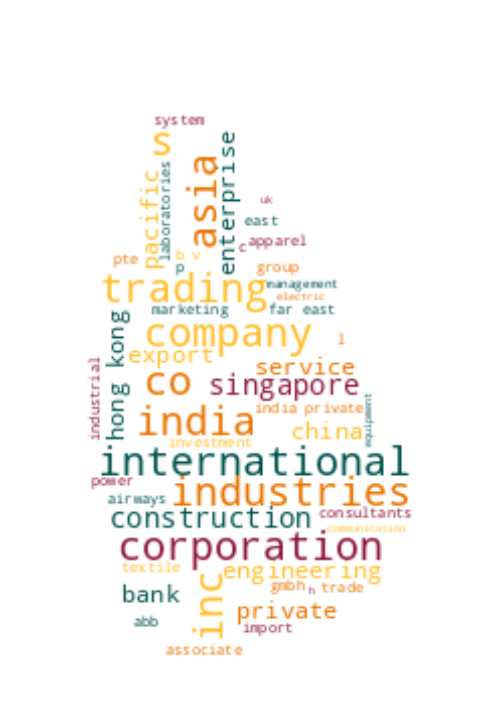 system
s
asia
enterprise
pacific
laboratories
uk
east
c
apparel
b
v
pte
p
group
trading
management
electric
marketing
far east
hong kong
company
l
export
service
industrial
co
singapore
equipment
india
india private
china
investment
international
power
industries
airways
construction
consultants
communication
corporation
textile
engineering
inc
bank
gmbh
h
trade
private
abb
import
associate